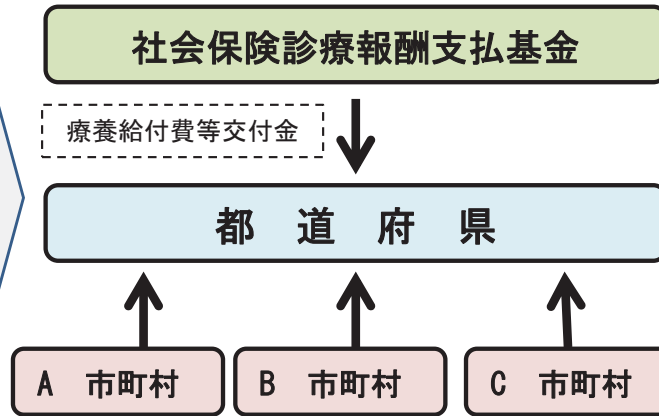 社会保険診療報酬支払基金
療養給付費等交付金
都　道　府　県
A　市町村
B　市町村
C　市町村